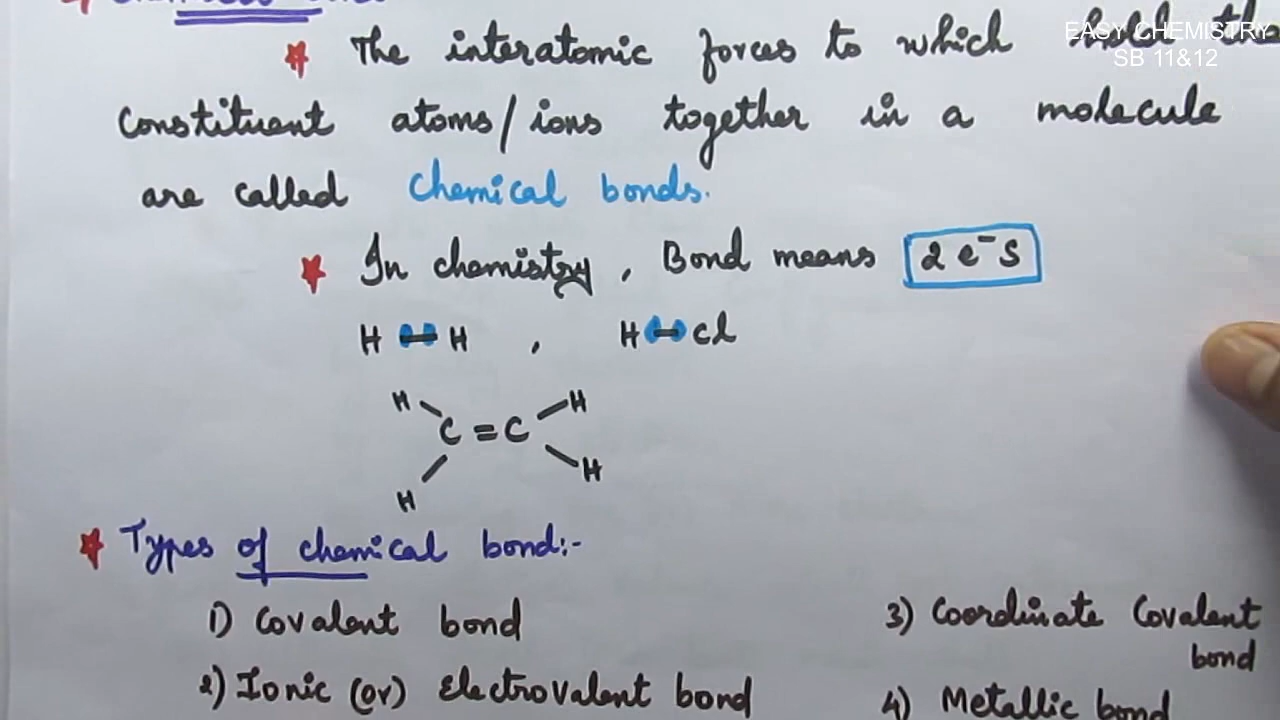 EASY CHEMISTRY
SB 11&12
* The interatomic forces to which hold the
constituent atoms/ions together in a molecule
are called chemical bonds.
* In chemistry, Bond means 2 e⁻s
H — H , H — Cl
H H
C = C
H
H
* Types of chemical bond:-
1) Covalent bond
3) Coordinate Covalent
bond
2) Ionic (or) Electrovalent bond
4) Metallic bond